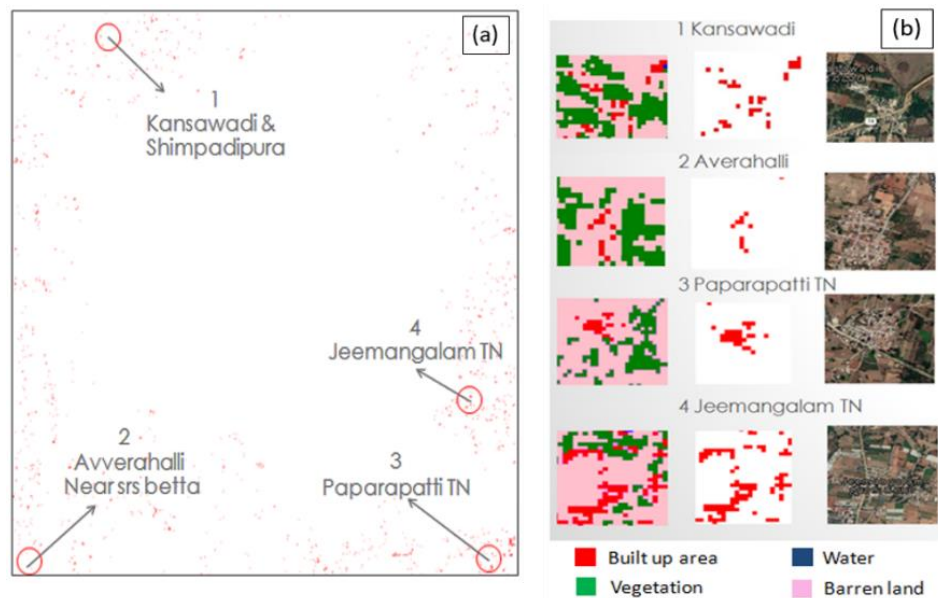 (a)
1
Kansawadi &
Shimpadipura
4
Jeemangalam TN
2
Avverahalli
Near srs betta
3
Paparapatti TN
(b)
1 Kansawadi
2 Averahalli
3 Paparapatti TN
4 Jeemangalam TN
Built up area
Water
Vegetation
Barren land